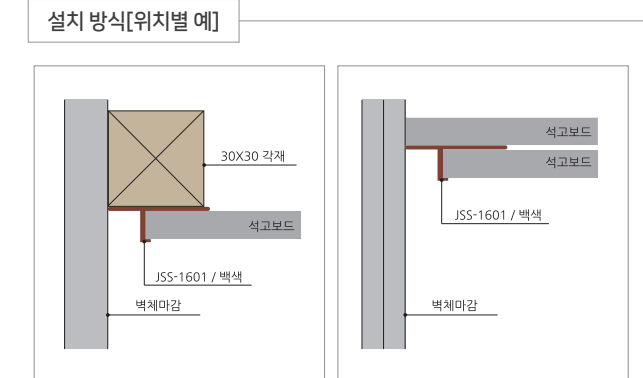 설치 방식[위치별 예]
30X30 각재
석고보드
JSS-1601 / 백색
벽체마감
석고보드
석고보드
JSS-1601 / 백색
벽체마감